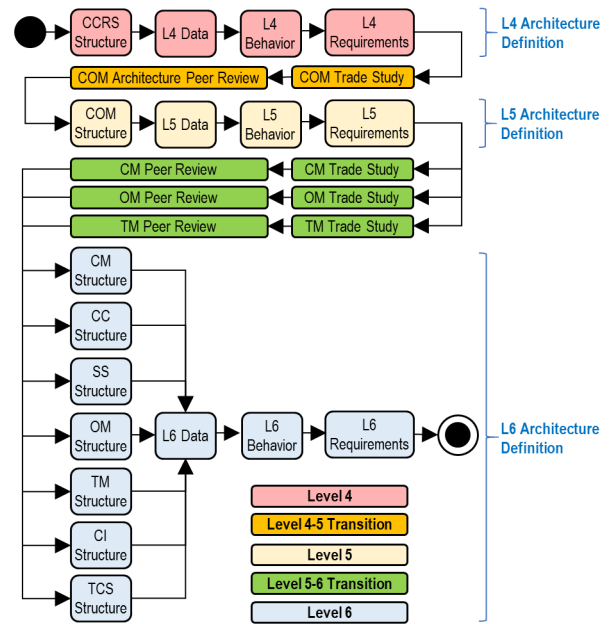 CCRS
Structure
L4 Data
L4
Behavior
L4
Requirements
L4 Architecture
Definition
COM Architecture Peer Review
COM Trade Study
COM
Structure
L5 Data
L5
Behavior
L5
Requirements
L5 Architecture
Definition
CM Peer Review
CM Trade Study
OM Peer Review
OM Trade Study
TM Peer Review
TM Trade Study
CM
Structure
CC
Structure
SS
Structure
OM
Structure
L6 Data
L6
Behavior
L6
Requirements
L6 Architecture
Definition
TM
Structure
CI
Structure
TCS
Structure
Level 4
Level 4-5 Transition
Level 5
Level 5-6 Transition
Level 6